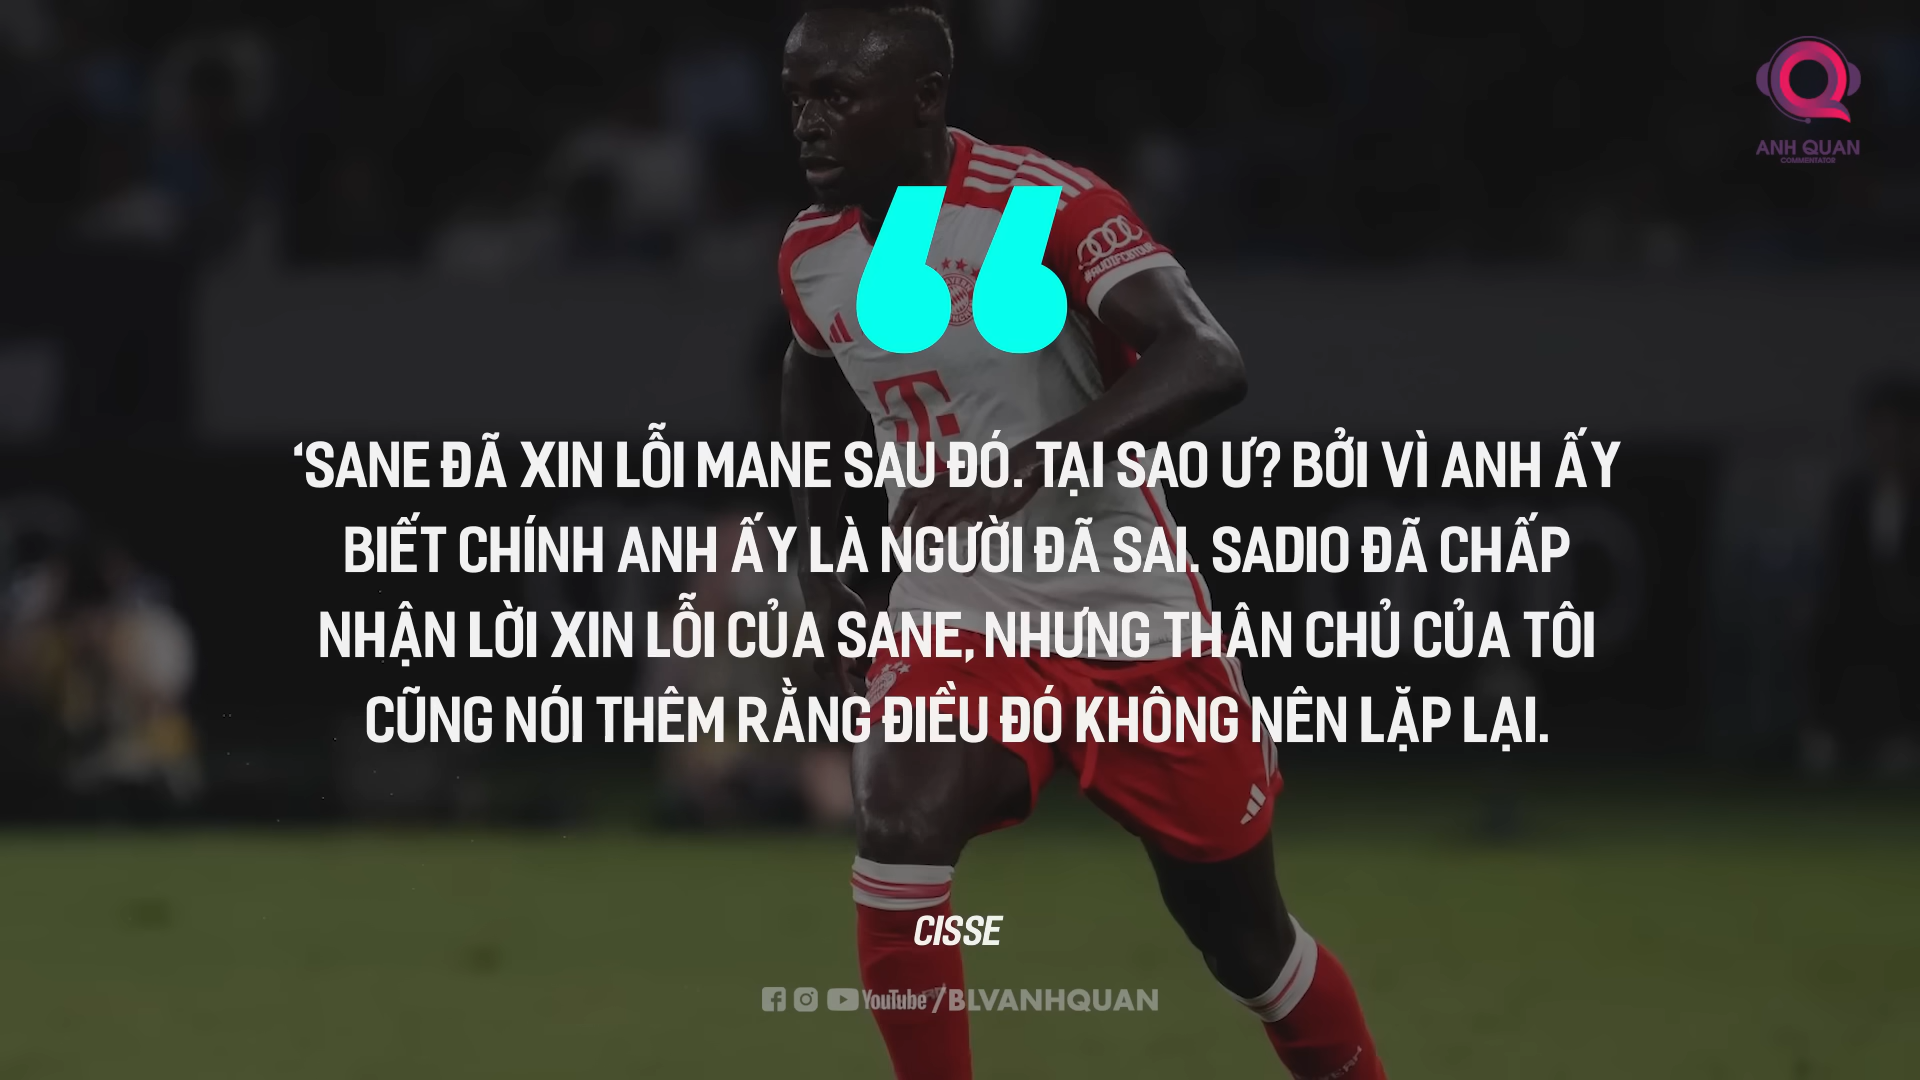 ANH QUAN
COMMENTATOR
#AUDIFCBTOUR
T
‘SANE ĐÃ XIN LỖI MANE SAU ĐÓ. TẠI SAO Ư? BỞI VÌ ANH ẤY
BIẾT CHÍNH ANH ẤY LÀ NGƯỜI ĐÃ SAI. SADIO ĐÃ CHẤP
NHẬN LỜI XIN LỖI CỦA SANE, NHƯNG THÂN CHỦ CỦA TÔI
CŨNG NÓI THÊM RẰNG ĐIỀU ĐÓ KHÔNG NÊN LẶP LẠI.
CISSE
YouTube /BLVANHQUAN